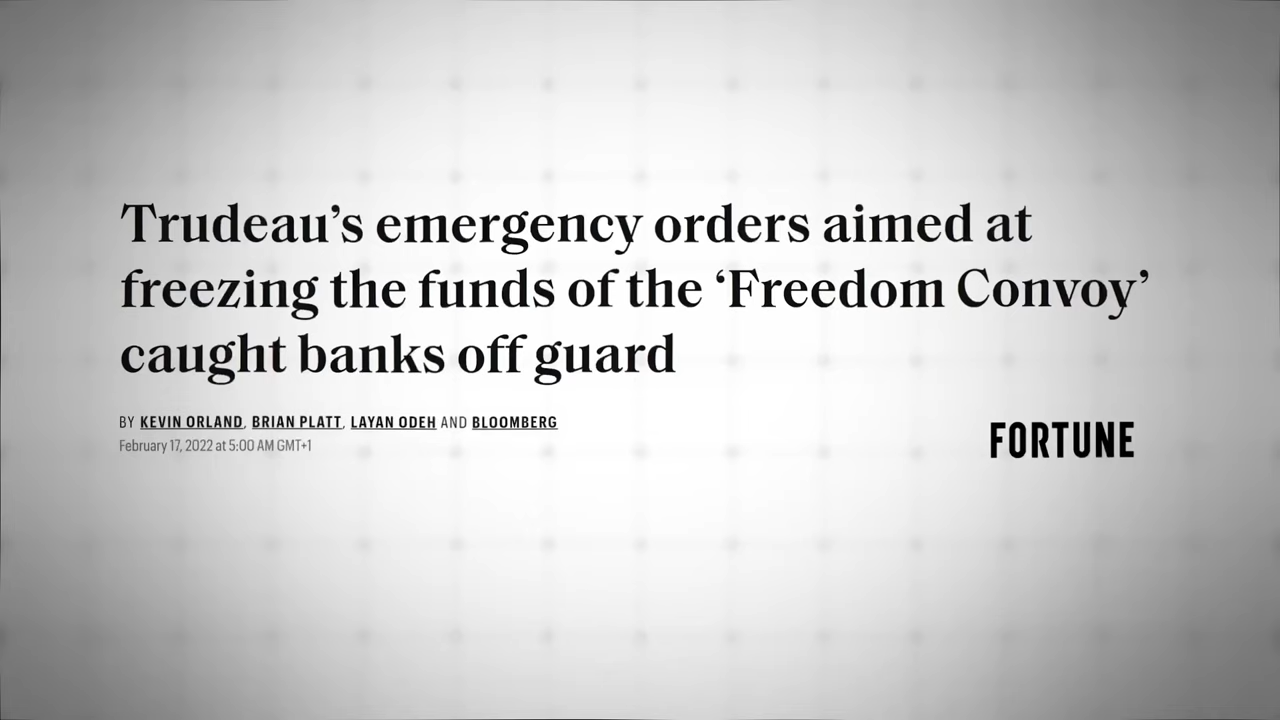 Trudeau’s emergency orders aimed at
freezing the funds of the ‘Freedom Convoy’
caught banks off guard
BY KEVIN ORLAND, BRIAN PLATT, LAYAN ODEH AND BLOOMBERG
February 17, 2022 at 5:00 AM GMT+1
FORTUNE